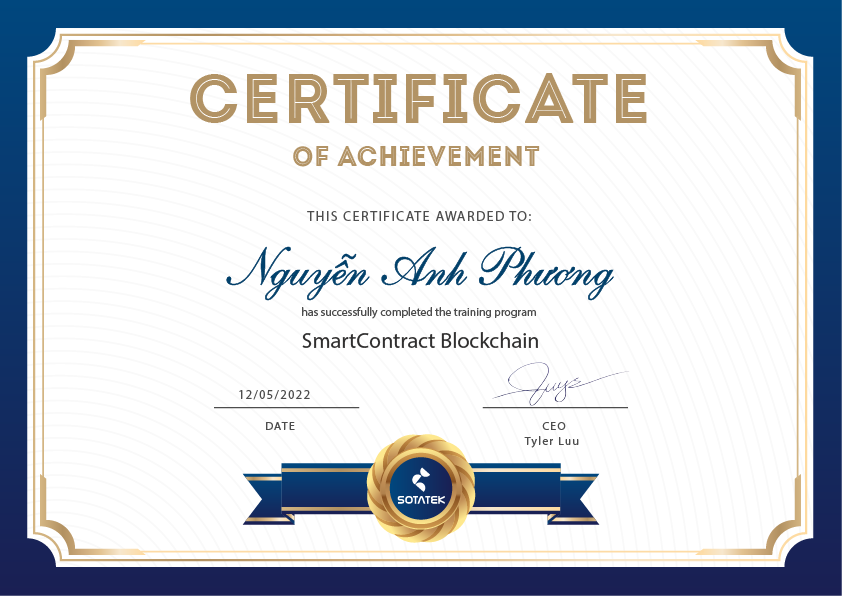 CERTIFICATE
OF ACHIEVEMENT
THIS CERTIFICATE AWARDED TO:
Nguyễn Anh Phương
has successfully completed the training program
SmartContract Blockchain
12/05/2022
DATE
CEO
Tyler Luu
SOTATEK